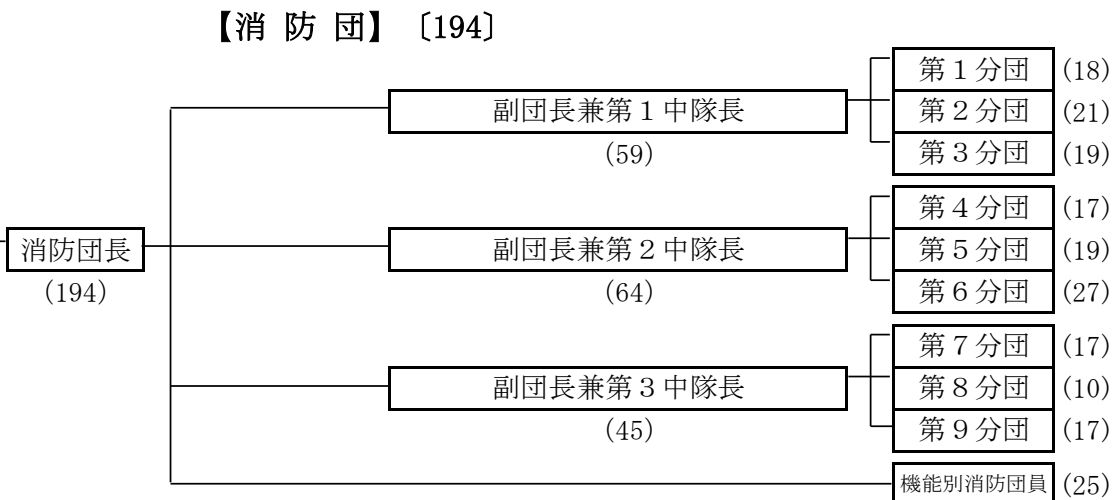 【消 防 団】〔194〕
消防団長
(194)
副団長兼第１中隊長
(59)
第１分団 (18)
第２分団 (21)
第３分団 (19)
副団長兼第２中隊長
(64)
第４分団 (17)
第５分団 (19)
第６分団 (27)
副団長兼第３中隊長
(45)
第７分団 (17)
第８分団 (10)
第９分団 (17)
機能別消防団員 (25)